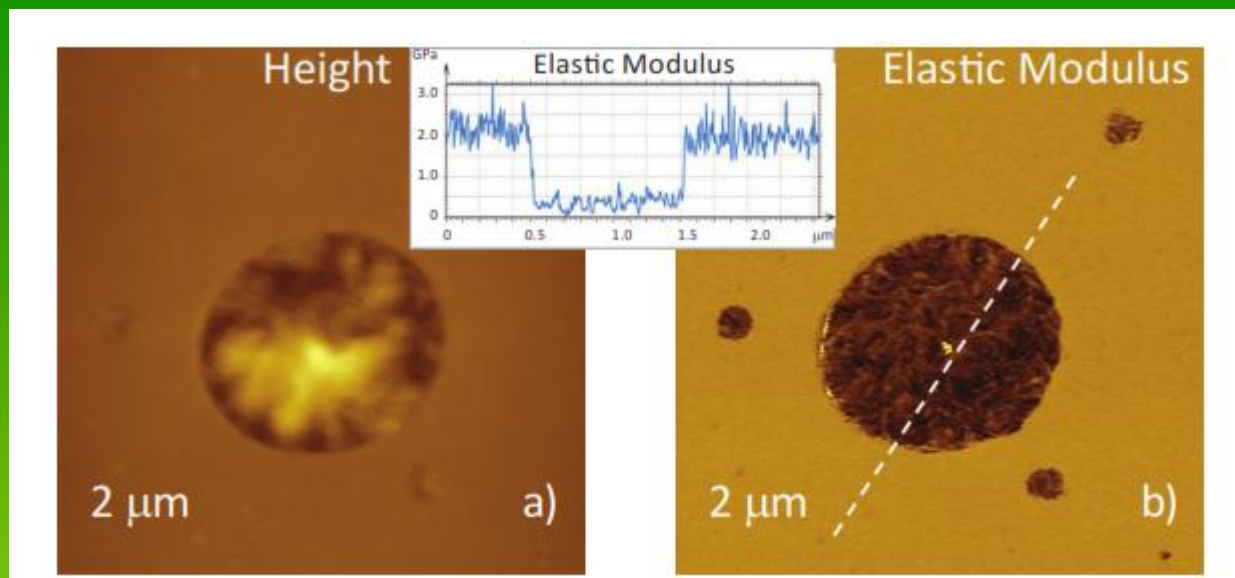 Height
GPa
Elastic Modulus
3.0
2.0
1.0
0
0 0.5 1.0 1.5 2.0 μm
Elastic Modulus
2 μm
a)
2 μm
b)